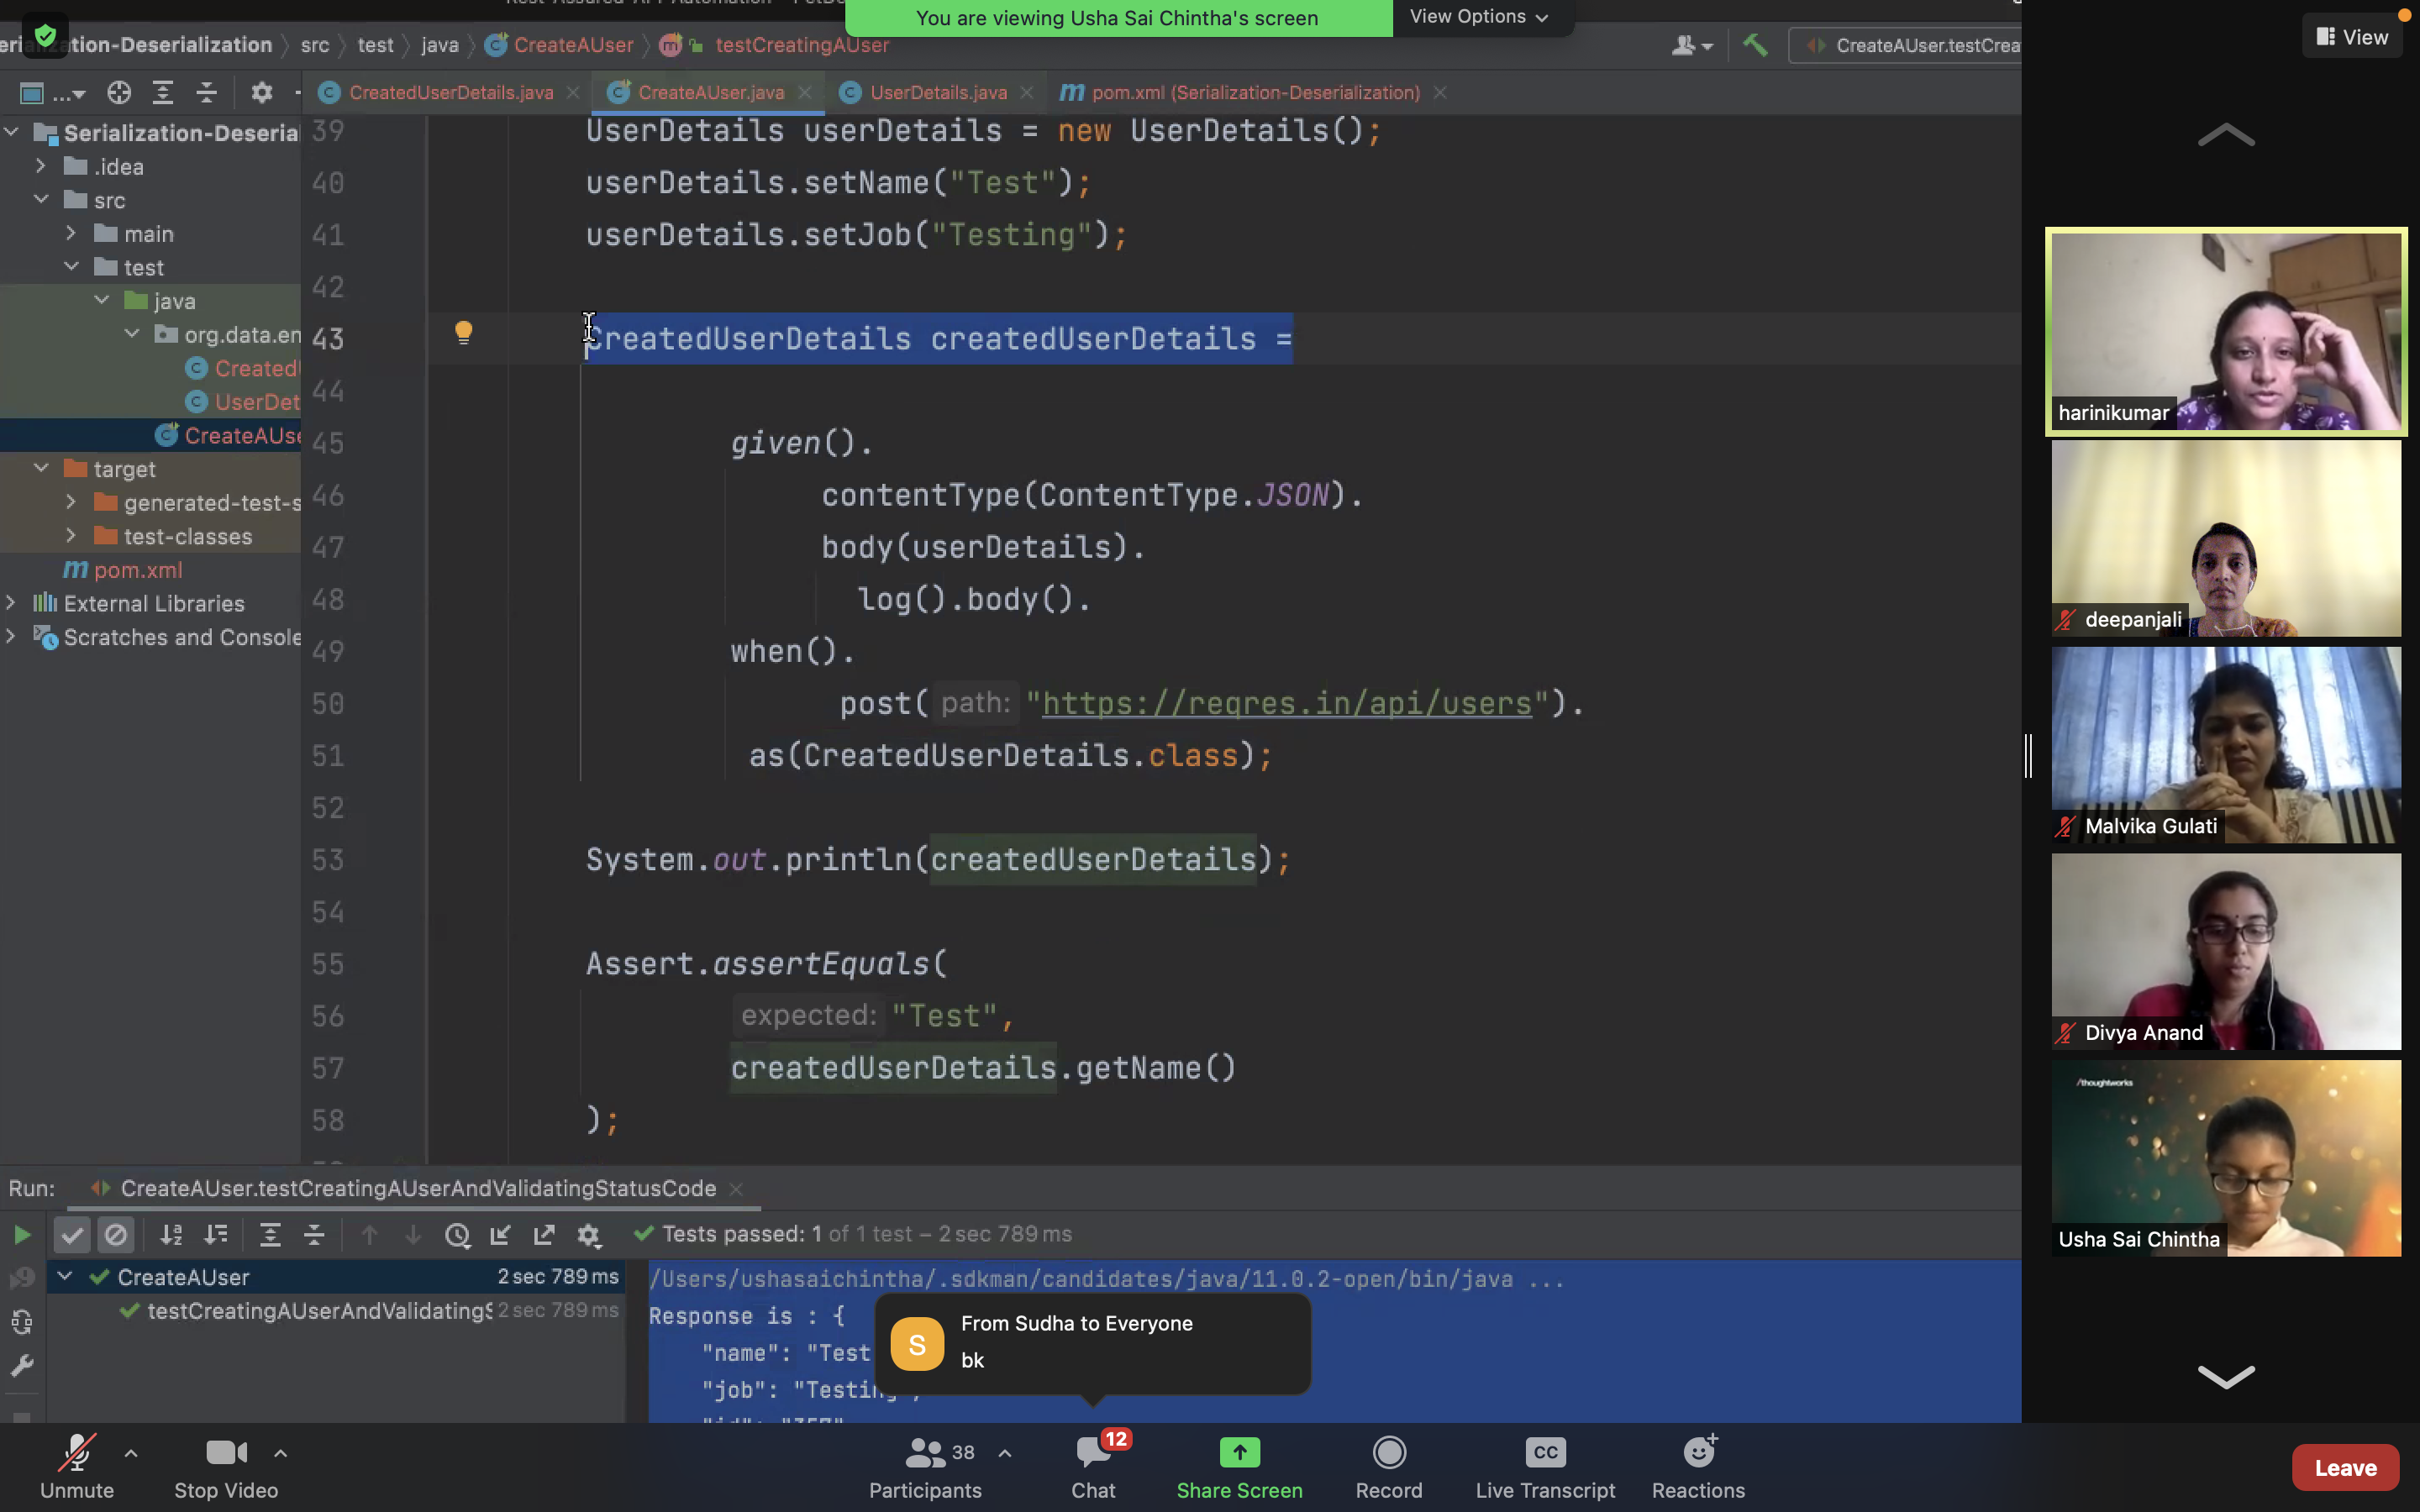 You are viewing Usha Sai Chintha's screen
View Options
View
tion-Deserialization src test java CreateAUser testCreatingAUser
CreateAUser.testCrea
CreatedUserDetails.java CreateAUser.java UserDetails.java pom.xml (Serialization-Deserialization)
Serialization-Deserial
.idea
src
main
test
java
org.data.en
Created
UserDet
CreateAUse
target
generated-test-s
test-classes
pom.xml
External Libraries
Scratches and Console
39 UserDetails userDetails = new UserDetails();
40 userDetails.setName("Test");
41 userDetails.setJob("Testing");
42
43 CreatedUserDetails createdUserDetails =
44
45 given().
46 contentType(ContentType.JSON).
47 body(userDetails).
48 log().body().
49 when().
50 post( path: "https://reqres.in/api/users").
51 as(CreatedUserDetails.class);
52
53 System.out.println(createdUserDetails);
54
55 Assert.assertEquals(
56 expected: "Test",
57 createdUserDetails.getName()
58 );
Run: CreateAUser.testCreatingAUserAndValidatingStatusCode
Tests passed: 1 of 1 test – 2 sec 789 ms
CreateAUser 2 sec 789 ms
testCreatingAUserAndValidatingS 2 sec 789 ms
/Users/ushasaichintha/.sdkman/candidates/java/11.0.2-open/bin/java ...
Response is : {
"name": "Test
"job": "Testing",
S
From Sudha to Everyone
bk
harinikumar
deepanjali
Malvika Gulati
Divya Anand
/thoughtworks
Usha Sai Chintha
Unmute
Stop Video
38
Participants
12
Chat
Share Screen
Record
CC
Live Transcript
Reactions
Leave